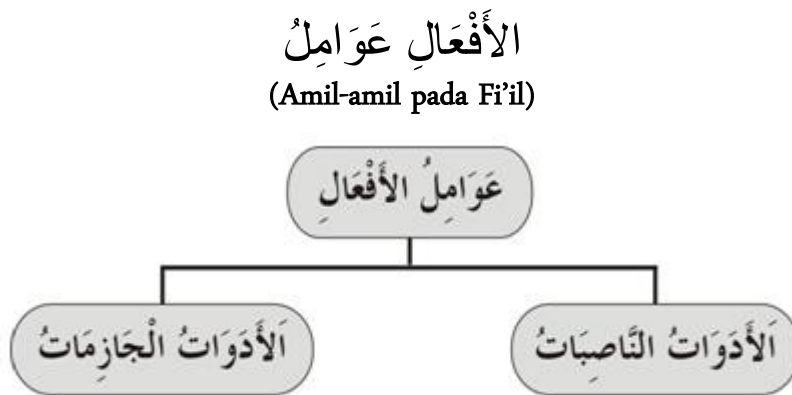 الأَفْعَالِ عَوَامِلُ
(Amil-amil pada Fi'il)
عَوَامِلُ الأَفْعَالِ
اَلأَدَوَاتُ النَّاصِبَاتُ
اَلأَدَوَاتُ الْجَازِمَاتُ